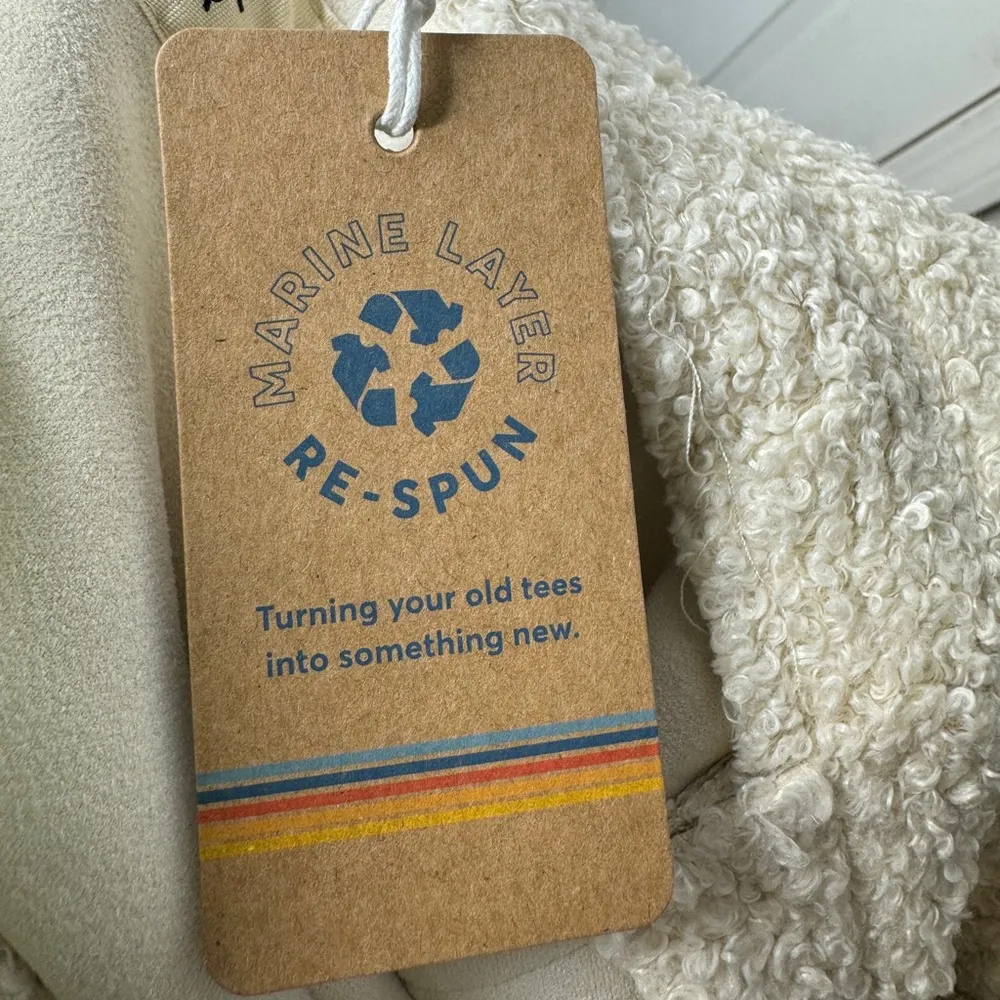 MARINE LAYER
RE-SPUN
Turning your old tees
into something new.